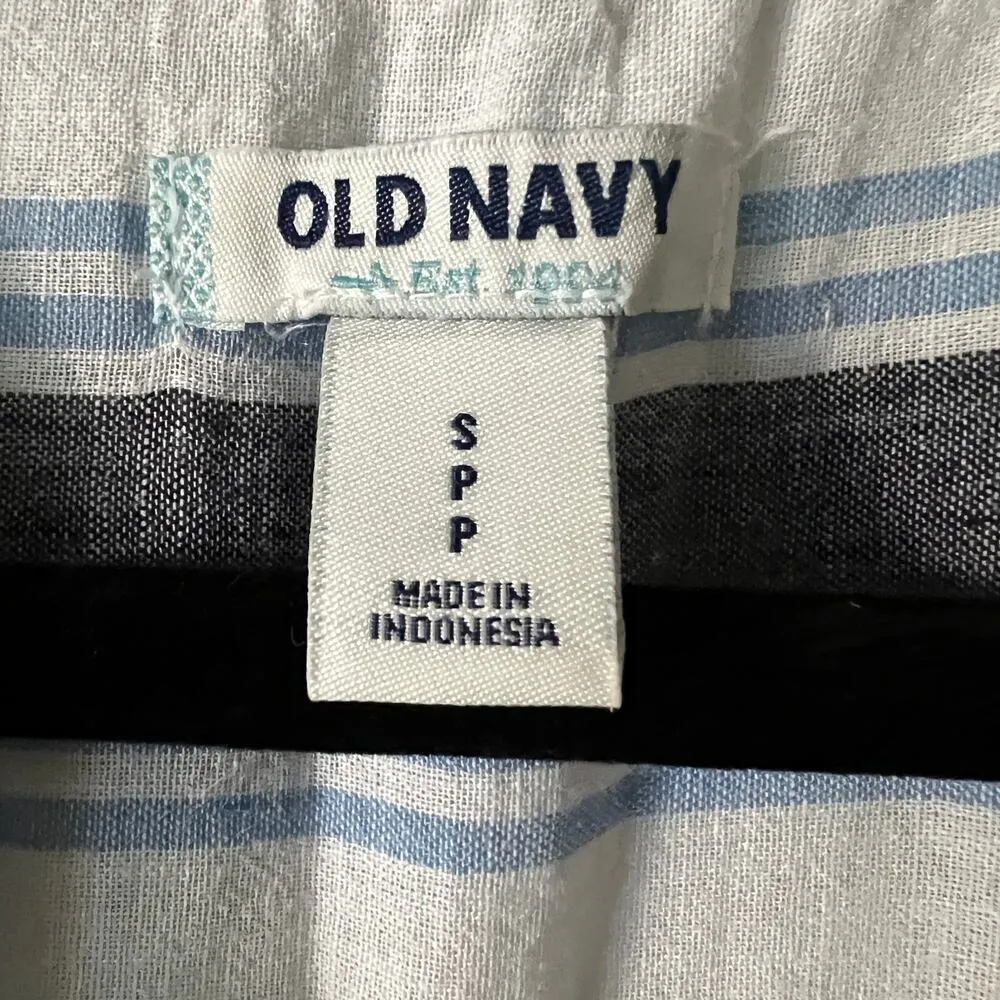 OLD NAVY
Est. 1994
S
P
P
MADE IN
INDONESIA